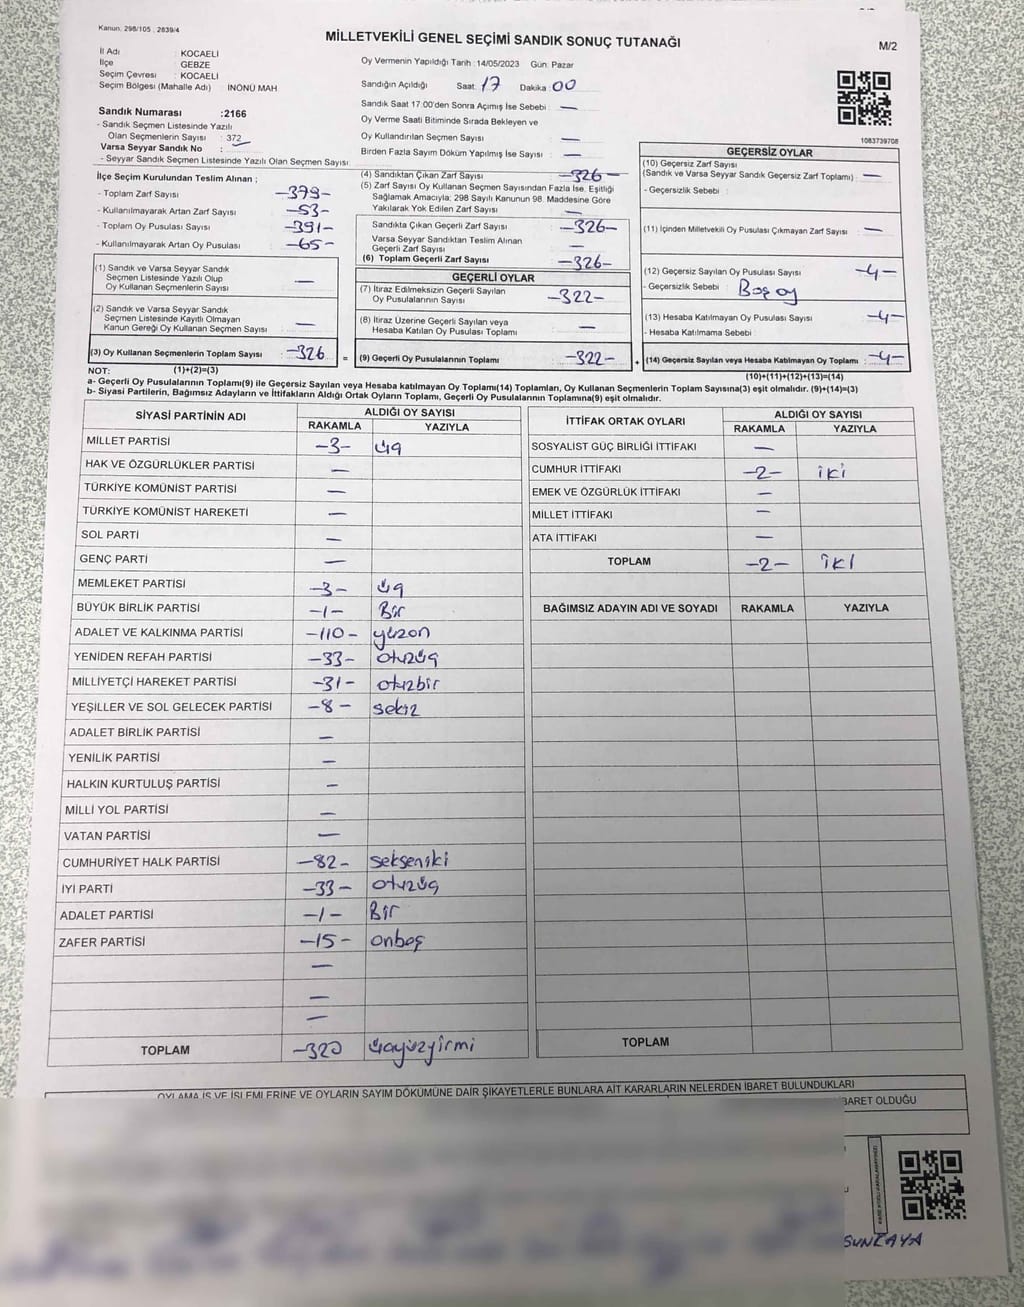 Kanun: 298/105 , 2839/4
MİLLETVEKİLİ GENEL SEÇİMİ SANDIK SONUÇ TUTANAĞI
M/2
İl Adı : KOCAELİ
İlçe : GEBZE
Seçim Çevresi : KOCAELİ
Seçim Bölgesi (Mahalle Adı) İNÖNÜ MAH
Sandık Numarası :2166
- Sandık Seçmen Listesinde Yazılı
Olan Seçmenlerin Sayısı : 372
Varsa Seyyar Sandık No :
- Seyyar Sandık Seçmen Listesinde Yazılı Olan Seçmen Sayısı:
Oy Vermenin Yapıldığı Tarih : 14/05/2023 Gün: Pazar
Sandığın Açıldığı Saat: 17 Dakika: 00
Sandık Saat 17:00'den Sonra Açılmış İse Sebebi : —
Oy Verme Saati Bitiminde Sırada Bekleyen ve
Oy Kullandırılan Seçmen Sayısı —
Birden Fazla Sayım Döküm Yapılmış İse Sayısı : —
1083739708
İlçe Seçim Kurulundan Teslim Alınan ;
- Toplam Zarf Sayısı -379-
- Kullanılmayarak Artan Zarf Sayısı -53-
- Toplam Oy Pusulası Sayısı -391-
- Kullanılmayarak Artan Oy Pusulası -65-
(1) Sandık ve Varsa Seyyar Sandık
Seçmen Listesinde Yazılı Olup
Oy Kullanan Seçmenlerin Sayısı —
(2) Sandık ve Varsa Seyyar Sandık
Seçmen Listesinde Kayıtlı Olmayan
Kanun Gereği Oy Kullanan Seçmen Sayısı —
(3) Oy Kullanan Seçmenlerin Toplam Sayısı -326
(1)+(2)=(3)
(4) Sandıktan Çıkan Zarf Sayısı -326-
(5) Zarf Sayısı Oy Kullanan Seçmen Sayısından Fazla İse, Eşitliği
Sağlamak Amacıyla; 298 Sayılı Kanunun 98. Maddesine Göre
Yakılarak Yok Edilen Zarf Sayısı —
Sandıkta Çıkan Geçerli Zarf Sayısı -326-
Varsa Seyyar Sandıktan Teslim Alınan
Geçerli Zarf Sayısı —
(6) Toplam Geçerli Zarf Sayısı -326-
GEÇERLİ OYLAR
(7) İtiraz Edilmeksizin Geçerli Sayılan
Oy Pusulalarının Sayısı -322-
(8) İtiraz Üzerine Geçerli Sayılan veya
Hesaba Katılan Oy Pusulası Toplamı —
= (9) Geçerli Oy Pusulalarının Toplamı -322-
GEÇERSİZ OYLAR
(10) Geçersiz Zarf Sayısı
(Sandık ve Varsa Seyyar Sandık Geçersiz Zarf Toplamı) : —
- Geçersizlik Sebebi :
(11) İçinden Milletvekili Oy Pusulası Çıkmayan Zarf Sayısı : —
(12) Geçersiz Sayılan Oy Pusulası Sayısı -4-
- Geçersizlik Sebebi : Boş oy
(13) Hesaba Katılmayan Oy Pusulası Sayısı -4-
- Hesaba Katılmama Sebebi
+ (14) Geçersiz Sayılan veya Hesaba Katılmayan Oy Toplamı : -4-
(10)+(11)+(12)+(13)=(14)
NOT:
a- Geçerli Oy Pusulalarının Toplamı(9) ile Geçersiz Sayılan veya Hesaba katılmayan Oy Toplamı(14) Toplamları, Oy Kullanan Seçmenlerin Toplam Sayısına(3) eşit olmalıdır. (9)+(14)=(3)
b- Siyasi Partilerin, Bağımsız Adayların ve İttifakların Aldığı Ortak Oyların Toplamı, Geçerli Oy Pusulalarının Toplamına(9) eşit olmalıdır.
SİYASİ PARTİNİN ADI ALDIĞI OY SAYISI
RAKAMLA YAZIYLA
MİLLET PARTİSİ -3- üç
HAK VE ÖZGÜRLÜKLER PARTİSİ —
TÜRKİYE KOMÜNİST PARTİSİ —
TÜRKİYE KOMÜNİST HAREKETİ —
SOL PARTİ —
GENÇ PARTİ —
MEMLEKET PARTİSİ -3- üç
BÜYÜK BİRLİK PARTİSİ -1- Bir
ADALET VE KALKINMA PARTİSİ -110- yüzon
YENİDEN REFAH PARTİSİ -33- otuzüç
MİLLİYETÇİ HAREKET PARTİSİ -31- otuzbir
YEŞİLLER VE SOL GELECEK PARTİSİ -8- sekiz
ADALET BİRLİK PARTİSİ —
YENİLİK PARTİSİ —
HALKIN KURTULUŞ PARTİSİ —
MİLLİ YOL PARTİSİ —
VATAN PARTİSİ —
CUMHURİYET HALK PARTİSİ -82- sekseniki
İYİ PARTİ -33- otuzüç
ADALET PARTİSİ -1- Bir
ZAFER PARTİSİ -15- onbeş
—
—
—
TOPLAM -320 üçyüzyirmi
İTTİFAK ORTAK OYLARI ALDIĞI OY SAYISI
RAKAMLA YAZIYLA
SOSYALİST GÜÇ BİRLİĞİ İTTİFAKI —
CUMHUR İTTİFAKI -2- iki
EMEK VE ÖZGÜRLÜK İTTİFAKI —
MİLLET İTTİFAKI —
ATA İTTİFAKI —
TOPLAM -2- iki
BAĞIMSIZ ADAYIN ADI VE SOYADI RAKAMLA YAZIYLA
TOPLAM
OYLAMA İŞ VE İŞLEMLERİNE VE OYLARIN SAYIM DÖKÜMÜNE DAİR ŞİKAYETLERLE BUNLARA AİT KARARLARIN NELERDEN İBARET BULUNDUKLARI
BARET OLDUĞU